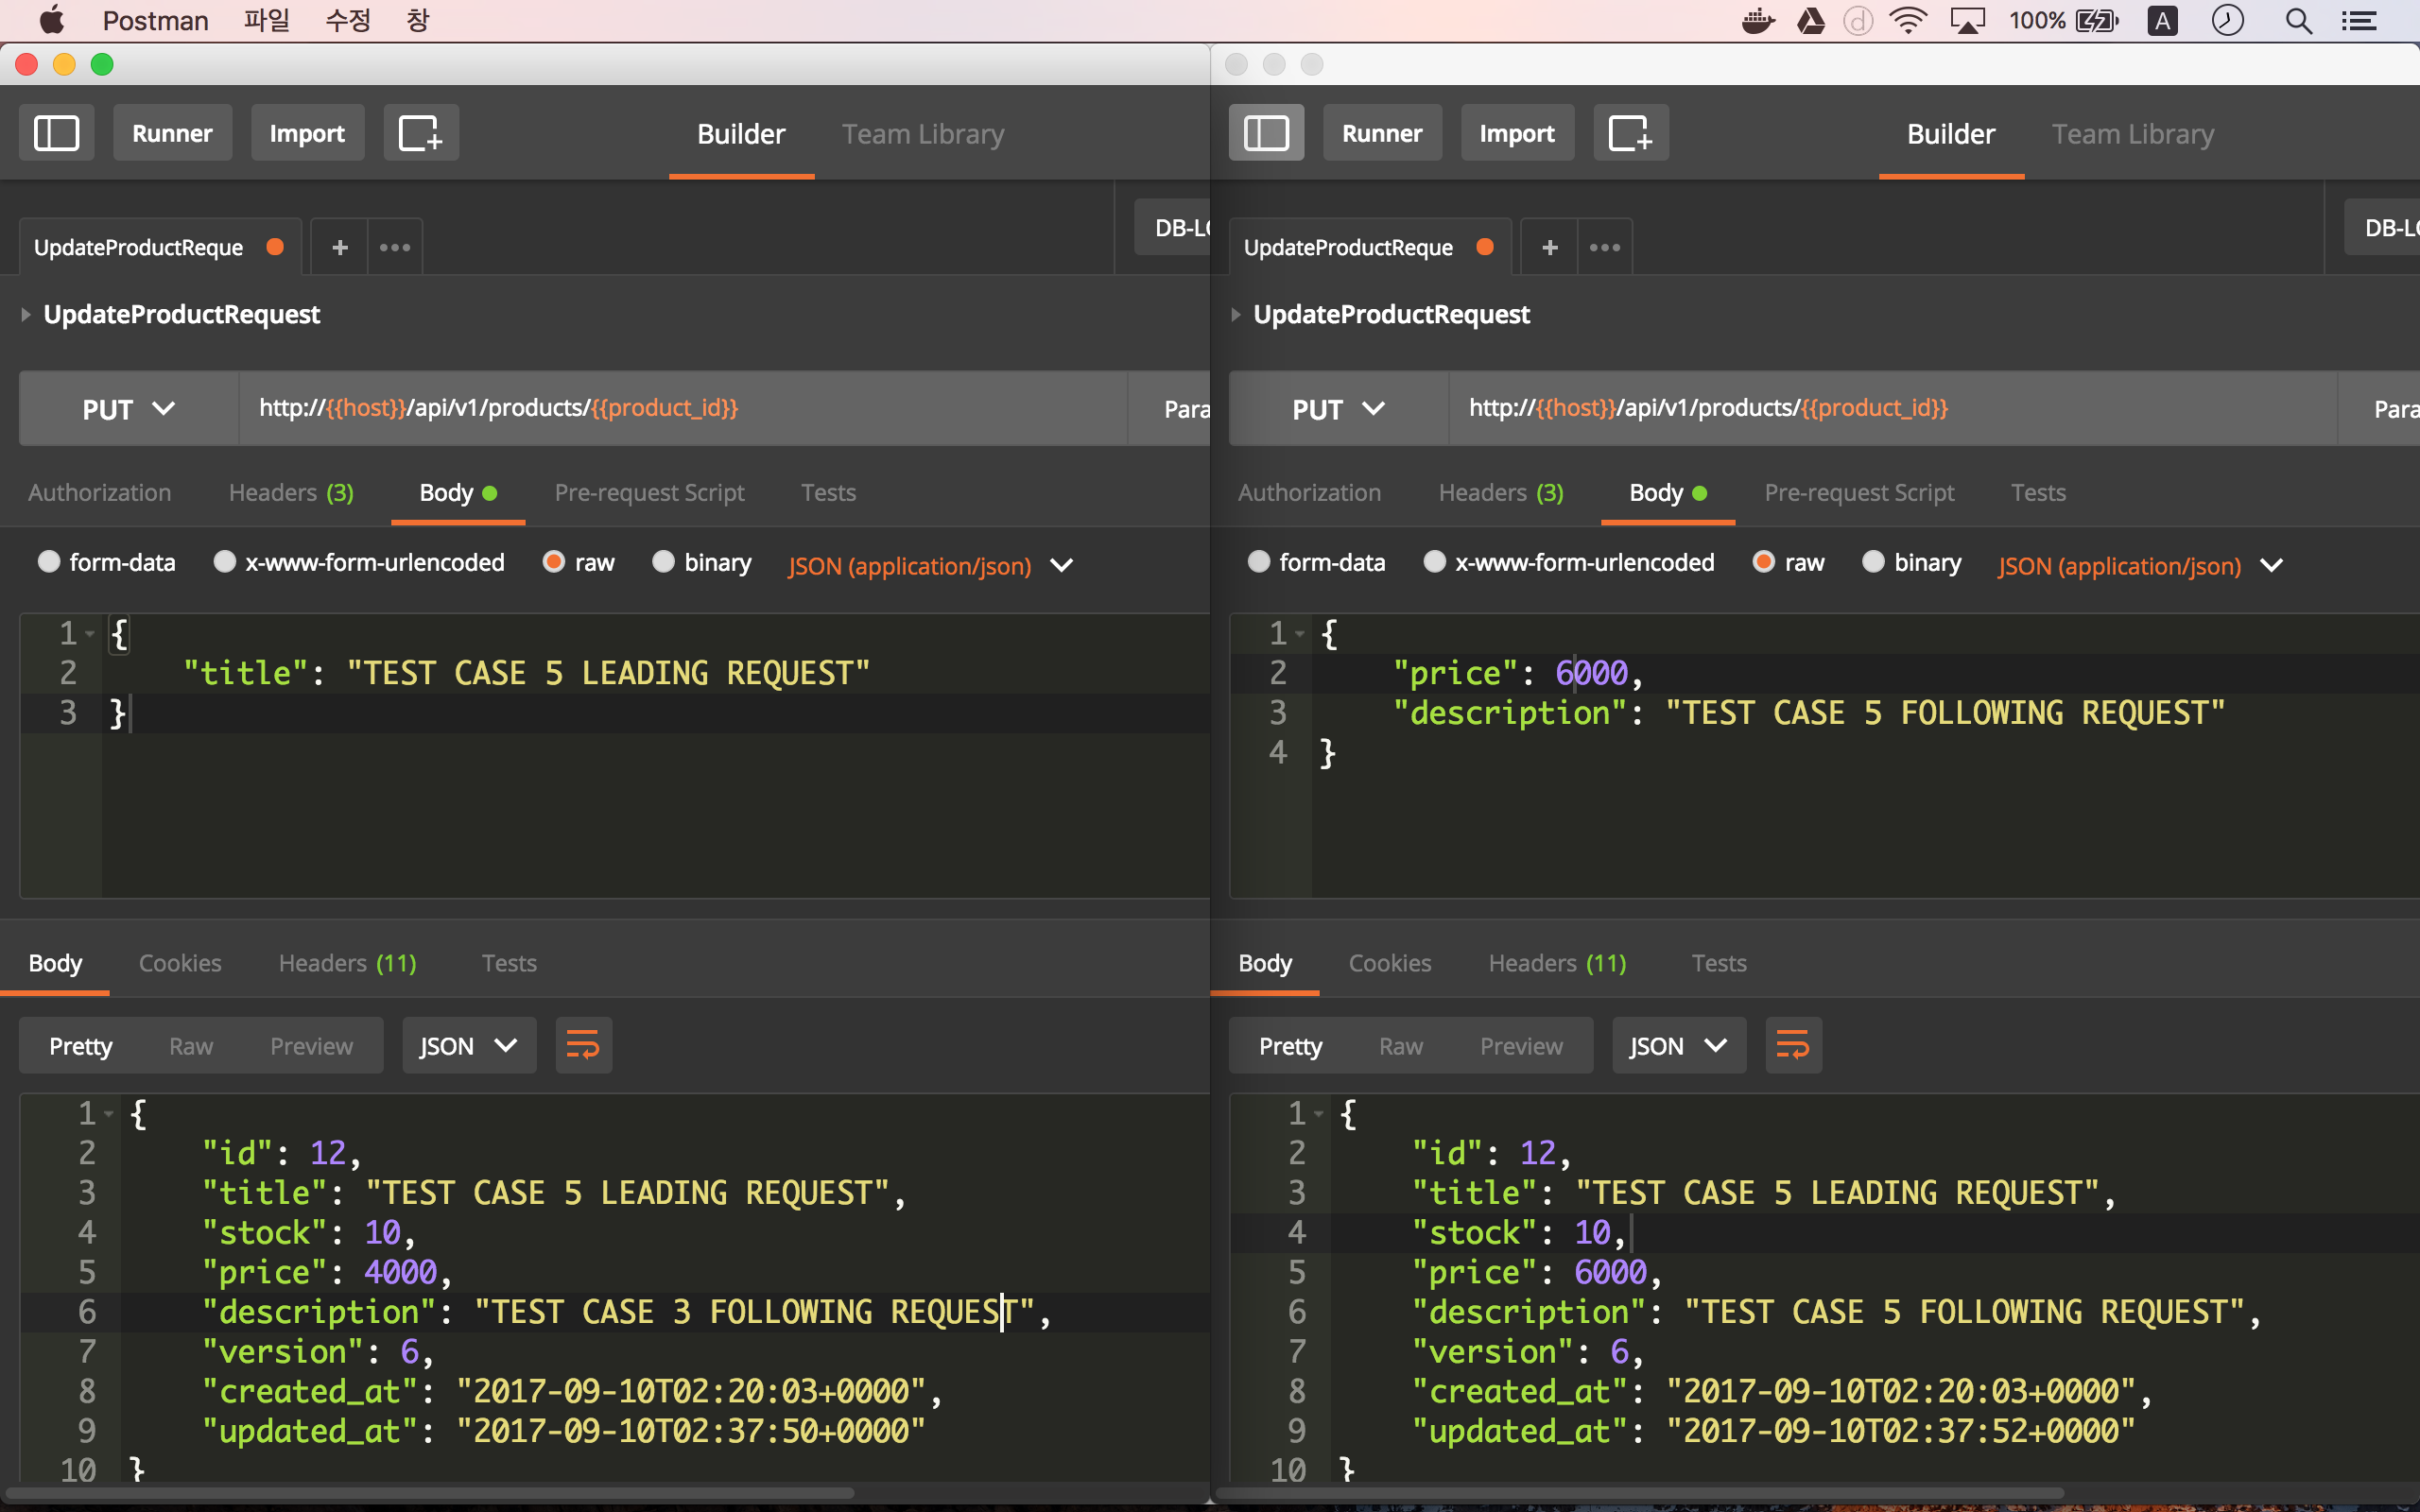 Postman 파일 수정 창 100% A
Runner Import Builder Team Library
UpdateProductReque + ••• DB-LO
UpdateProductRequest
PUT http://{{host}}/api/v1/products/{{product_id}} Para
Authorization Headers (3) Body Pre-request Script Tests
form-data x-www-form-urlencoded raw binary JSON (application/json)
1 {
2 "title": "TEST CASE 5 LEADING REQUEST"
3 }
Body Cookies Headers (11) Tests
Pretty Raw Preview JSON
1 {
2 "id": 12,
3 "title": "TEST CASE 5 LEADING REQUEST",
4 "stock": 10,
5 "price": 4000,
6 "description": "TEST CASE 3 FOLLOWING REQUEST",
7 "version": 6,
8 "created_at": "2017-09-10T02:20:03+0000",
9 "updated_at": "2017-09-10T02:37:50+0000"
10 }
Runner Import Builder Team Library
UpdateProductReque + ••• DB-LO
UpdateProductRequest
PUT http://{{host}}/api/v1/products/{{product_id}} Para
Authorization Headers (3) Body Pre-request Script Tests
form-data x-www-form-urlencoded raw binary JSON (application/json)
1 {
2 "price": 6000,
3 "description": "TEST CASE 5 FOLLOWING REQUEST"
4 }
Body Cookies Headers (11) Tests
Pretty Raw Preview JSON
1 {
2 "id": 12,
3 "title": "TEST CASE 5 LEADING REQUEST",
4 "stock": 10,
5 "price": 6000,
6 "description": "TEST CASE 5 FOLLOWING REQUEST",
7 "version": 6,
8 "created_at": "2017-09-10T02:20:03+0000",
9 "updated_at": "2017-09-10T02:37:52+0000"
10 }